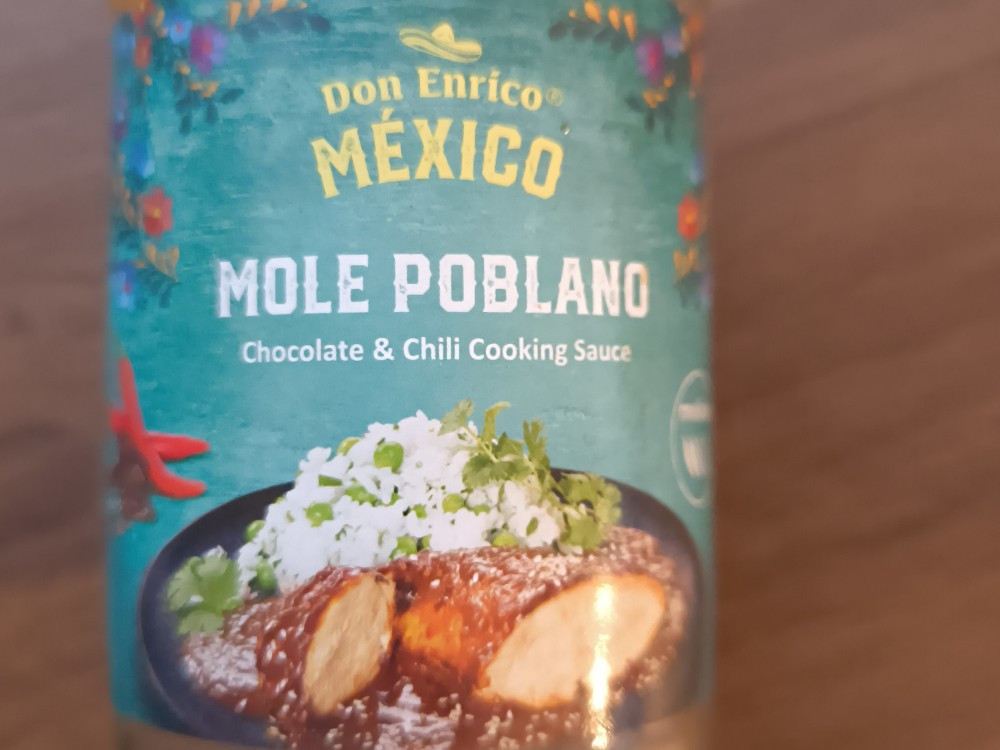 Don Enrico®
MÉXICO
MOLE POBLANO
Chocolate & Chili Cooking Sauce